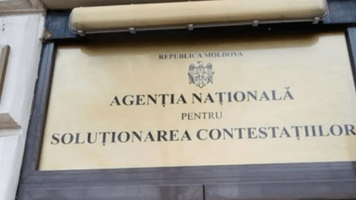 REPUBLICA MOLDOVA
AGENȚIA NAȚIONALĂ
PENTRU
SOLUȚIONAREA CONTESTAȚIILOR